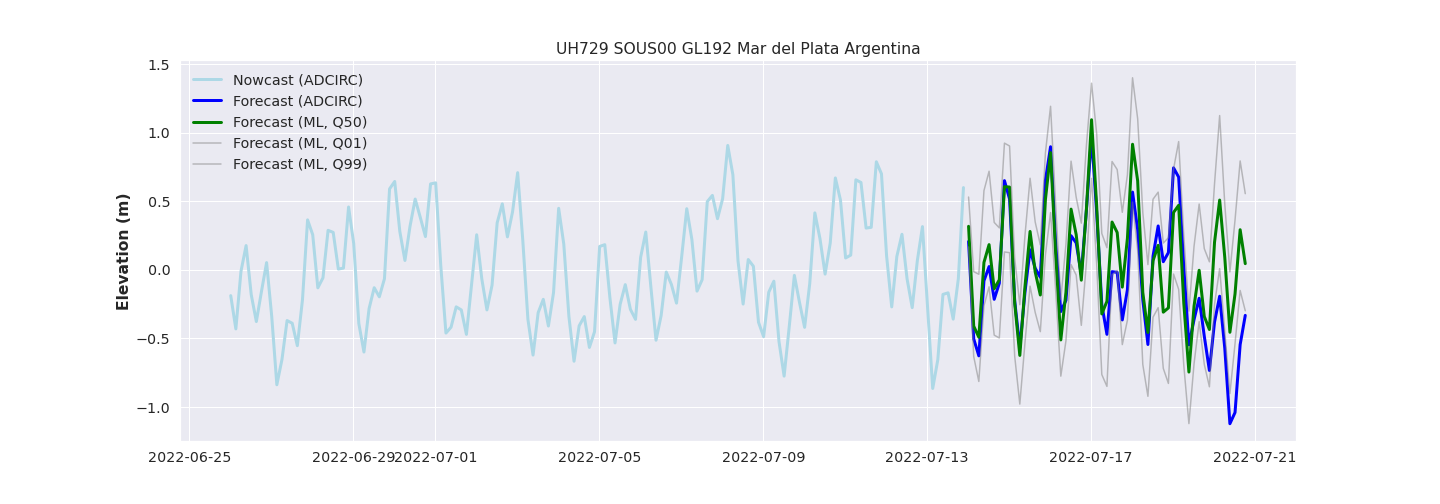 UH729 SOUS00 GL192 Mar del Plata Argentina
1.5
1.0
0.5
0.0
−0.5
−1.0
Elevation (m)
Nowcast (ADCIRC)
Forecast (ADCIRC)
Forecast (ML, Q50)
Forecast (ML, Q01)
Forecast (ML, Q99)
2022-06-25 2022-06-29 2022-07-01 2022-07-05 2022-07-09 2022-07-13 2022-07-17 2022-07-21